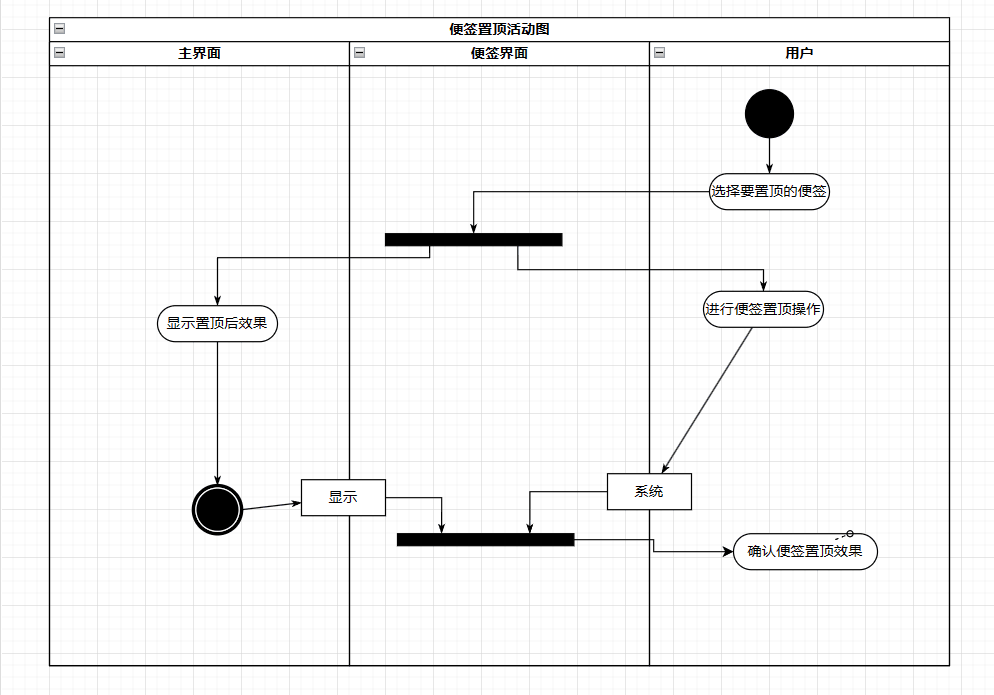 便签置顶活动图
主界面
便签界面
用户
选择要置顶的便签
显示置顶后效果
进行便签置顶操作
显示
系统
确认便签置顶效果